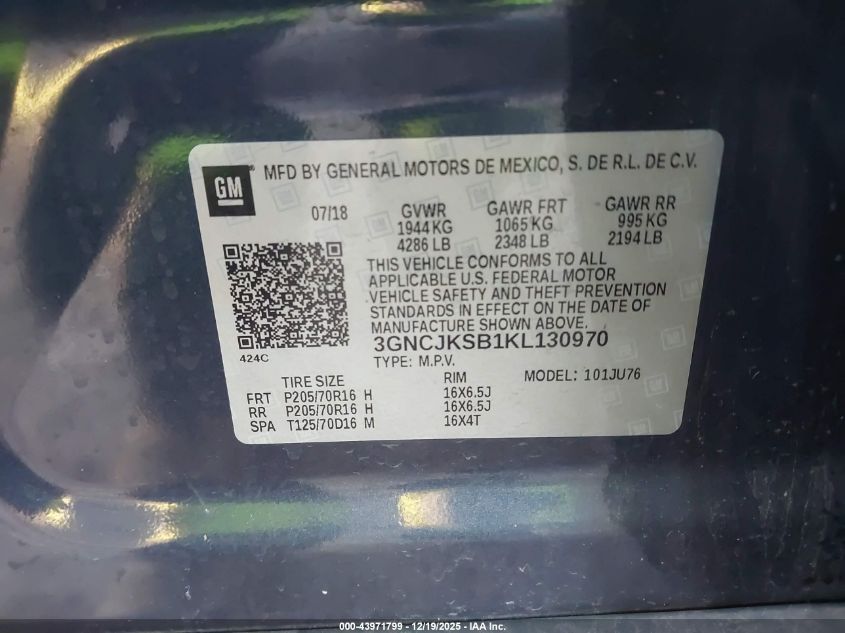 GM
MFD BY GENERAL MOTORS DE MEXICO, S. DE R.L. DE C.V.
07/18 GVWR GAWR FRT GAWR RR
1944 KG 1065 KG 995 KG
4286 LB 2348 LB 2194 LB
THIS VEHICLE CONFORMS TO ALL
APPLICABLE U.S. FEDERAL MOTOR
VEHICLE SAFETY AND THEFT PREVENTION
STANDARDS IN EFFECT ON THE DATE OF
MANUFACTURE SHOWN ABOVE.
3GNCJKSB1KL130970
424C
TYPE: M.P.V.
TIRE SIZE RIM MODEL: 101JU76
FRT P205/70R16 H 16X6.5J
RR P205/70R16 H 16X6.5J
SPA T125/70D16 M 16X4T
000-43971799 | 12/19/2025 - IAA Inc.